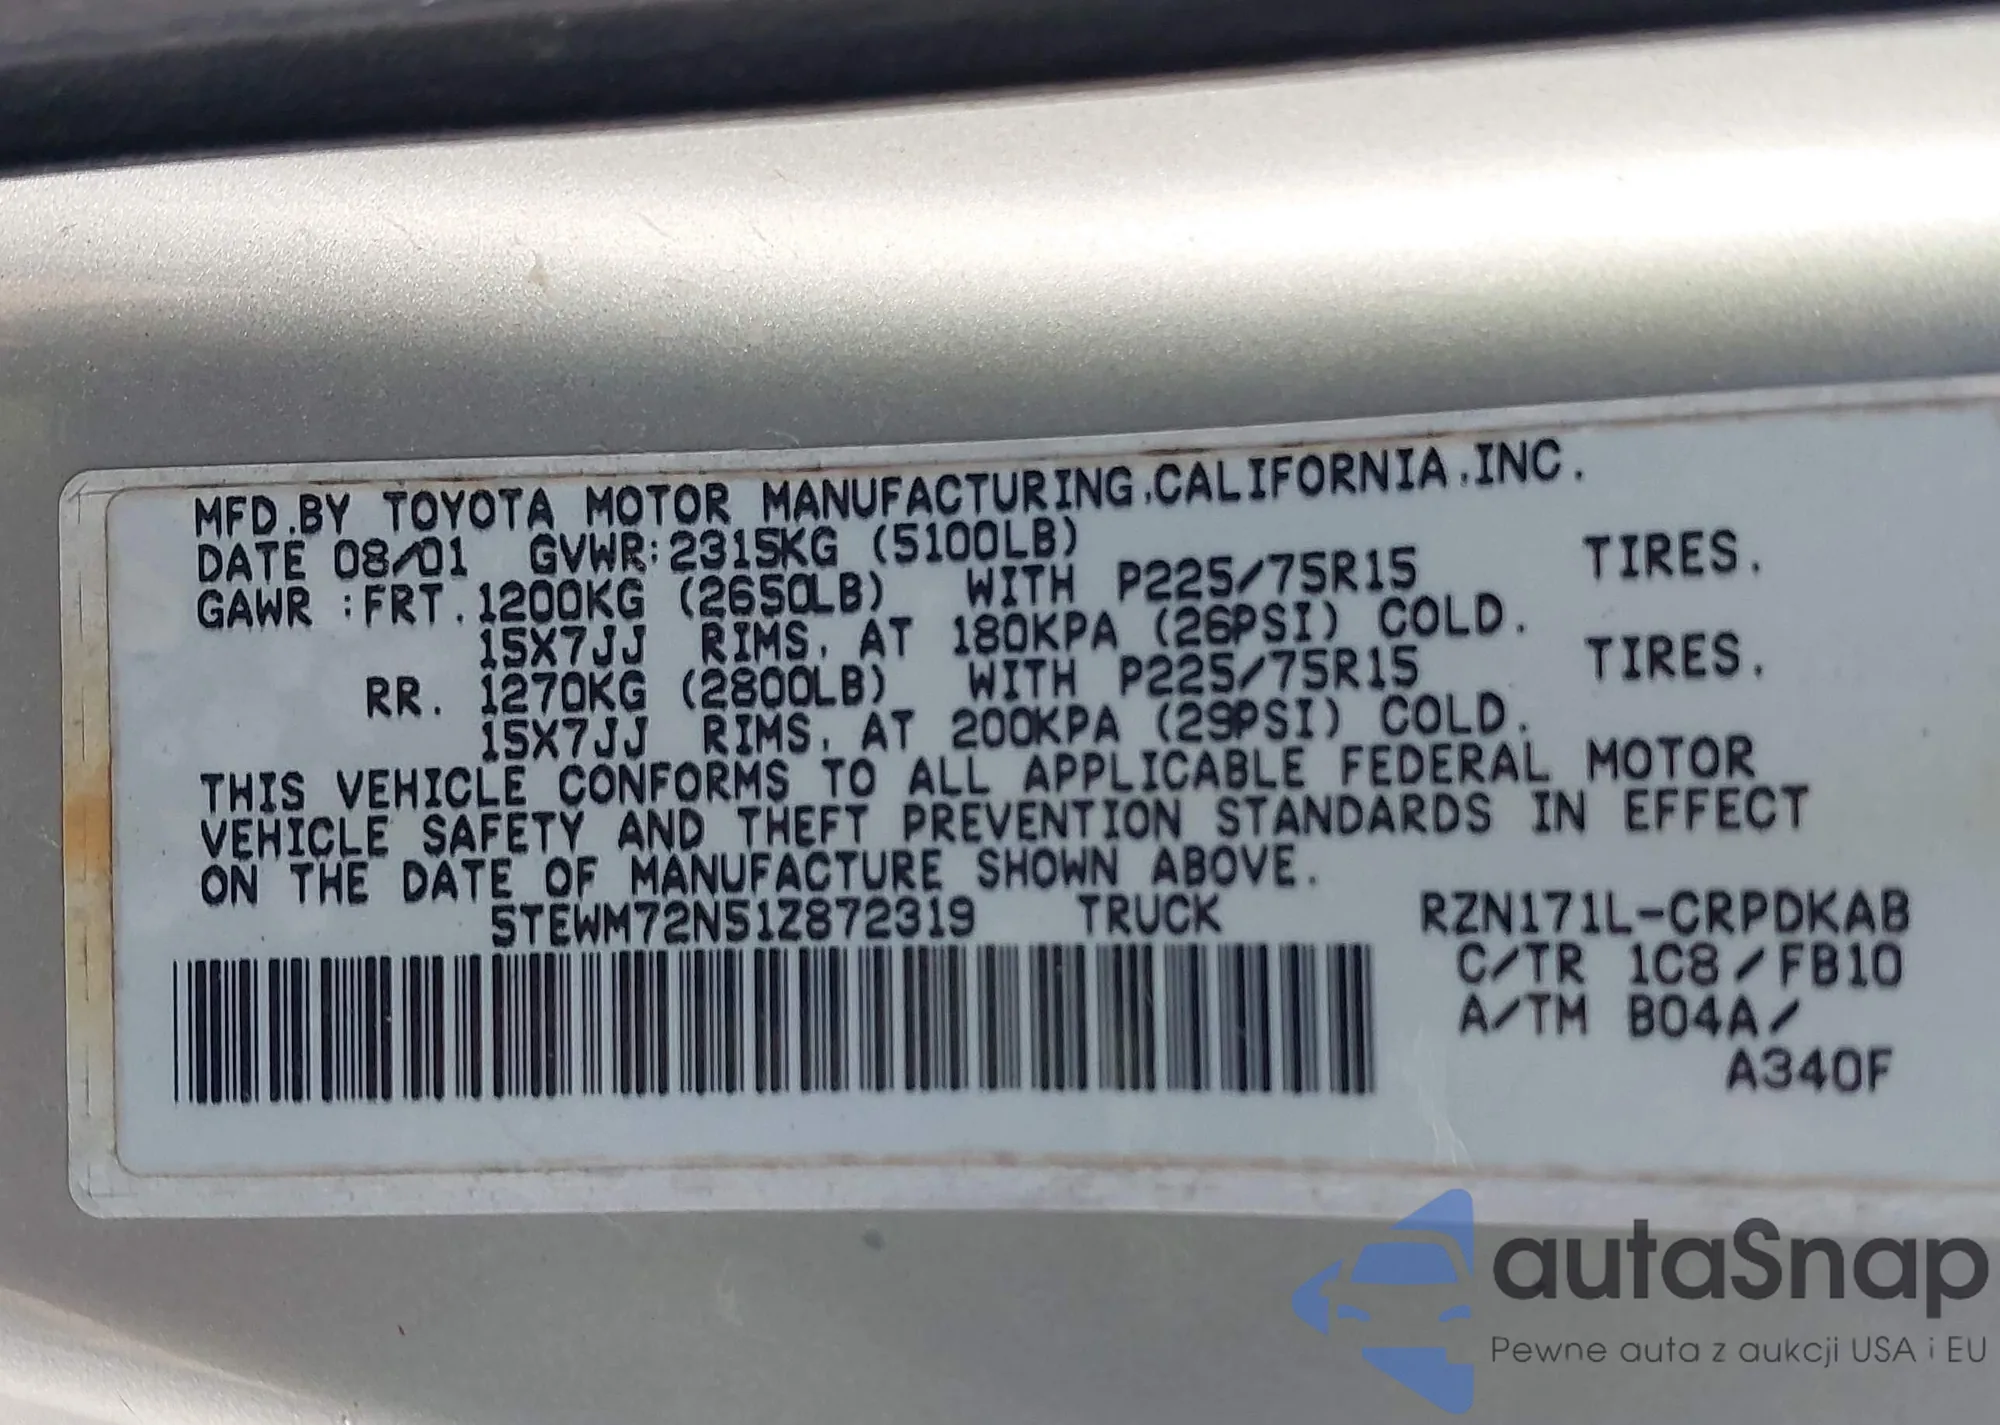 MFD.BY TOYOTA MOTOR MANUFACTURING,CALIFORNIA,INC.
DATE 08/01 GVWR:2315KG (5100LB)
GAWR :FRT.1200KG (2650LB) WITH P225/75R15 TIRES.
15X7JJ RIMS, AT 180KPA (26PSI) COLD.
RR. 1270KG (2800LB) WITH P225/75R15 TIRES.
15X7JJ RIMS, AT 200KPA (29PSI) COLD.
THIS VEHICLE CONFORMS TO ALL APPLICABLE FEDERAL MOTOR
VEHICLE SAFETY AND THEFT PREVENTION STANDARDS IN EFFECT
ON THE DATE OF MANUFACTURE SHOWN ABOVE.
5TEWM72N51Z872319 TRUCK RZN171L-CRPDKAB
C/TR 1C8/FB10
A/TM B04A/
A340F
autaSnap
Pewne auta z aukcji USA i EU